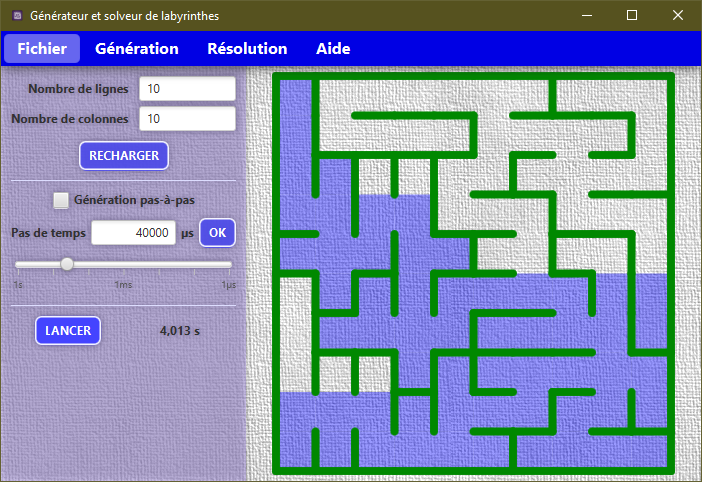 Générateur et solveur de labyrinthes
Fichier Génération Résolution Aide
Nombre de lignes 10
Nombre de colonnes 10
RECHARGER
Génération pas-à-pas
Pas de temps 40000 µs OK
1s 1ms 1µs
LANCER 4,013 s